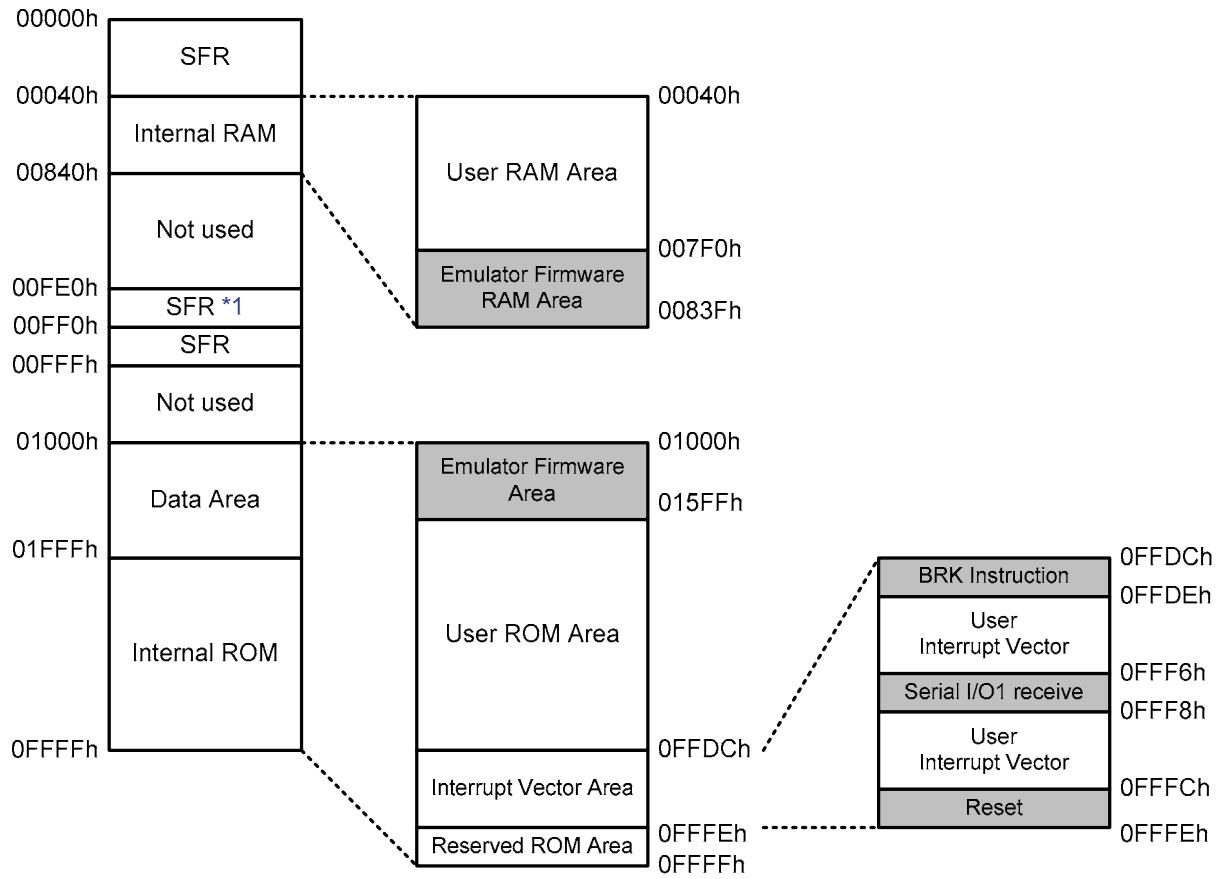 00000h
SFR
00040h
Internal RAM
00840h
Not used
00FE0h
SFR *1
00FF0h
SFR
00FFFh
Not used
01000h
Data Area
01FFFh
Internal ROM
0FFFFh
00040h
User RAM Area
007F0h
Emulator Firmware
RAM Area
0083Fh
01000h
Emulator Firmware
Area
015FFh
User ROM Area
0FFDCh
Interrupt Vector Area
0FFFEh
Reserved ROM Area
0FFFFh
0FFDCh
BRK Instruction
0FFDEh
User
Interrupt Vector
0FFF6h
Serial I/O1 receive
0FFF8h
User
Interrupt Vector
0FFFCh
Reset
0FFFEh